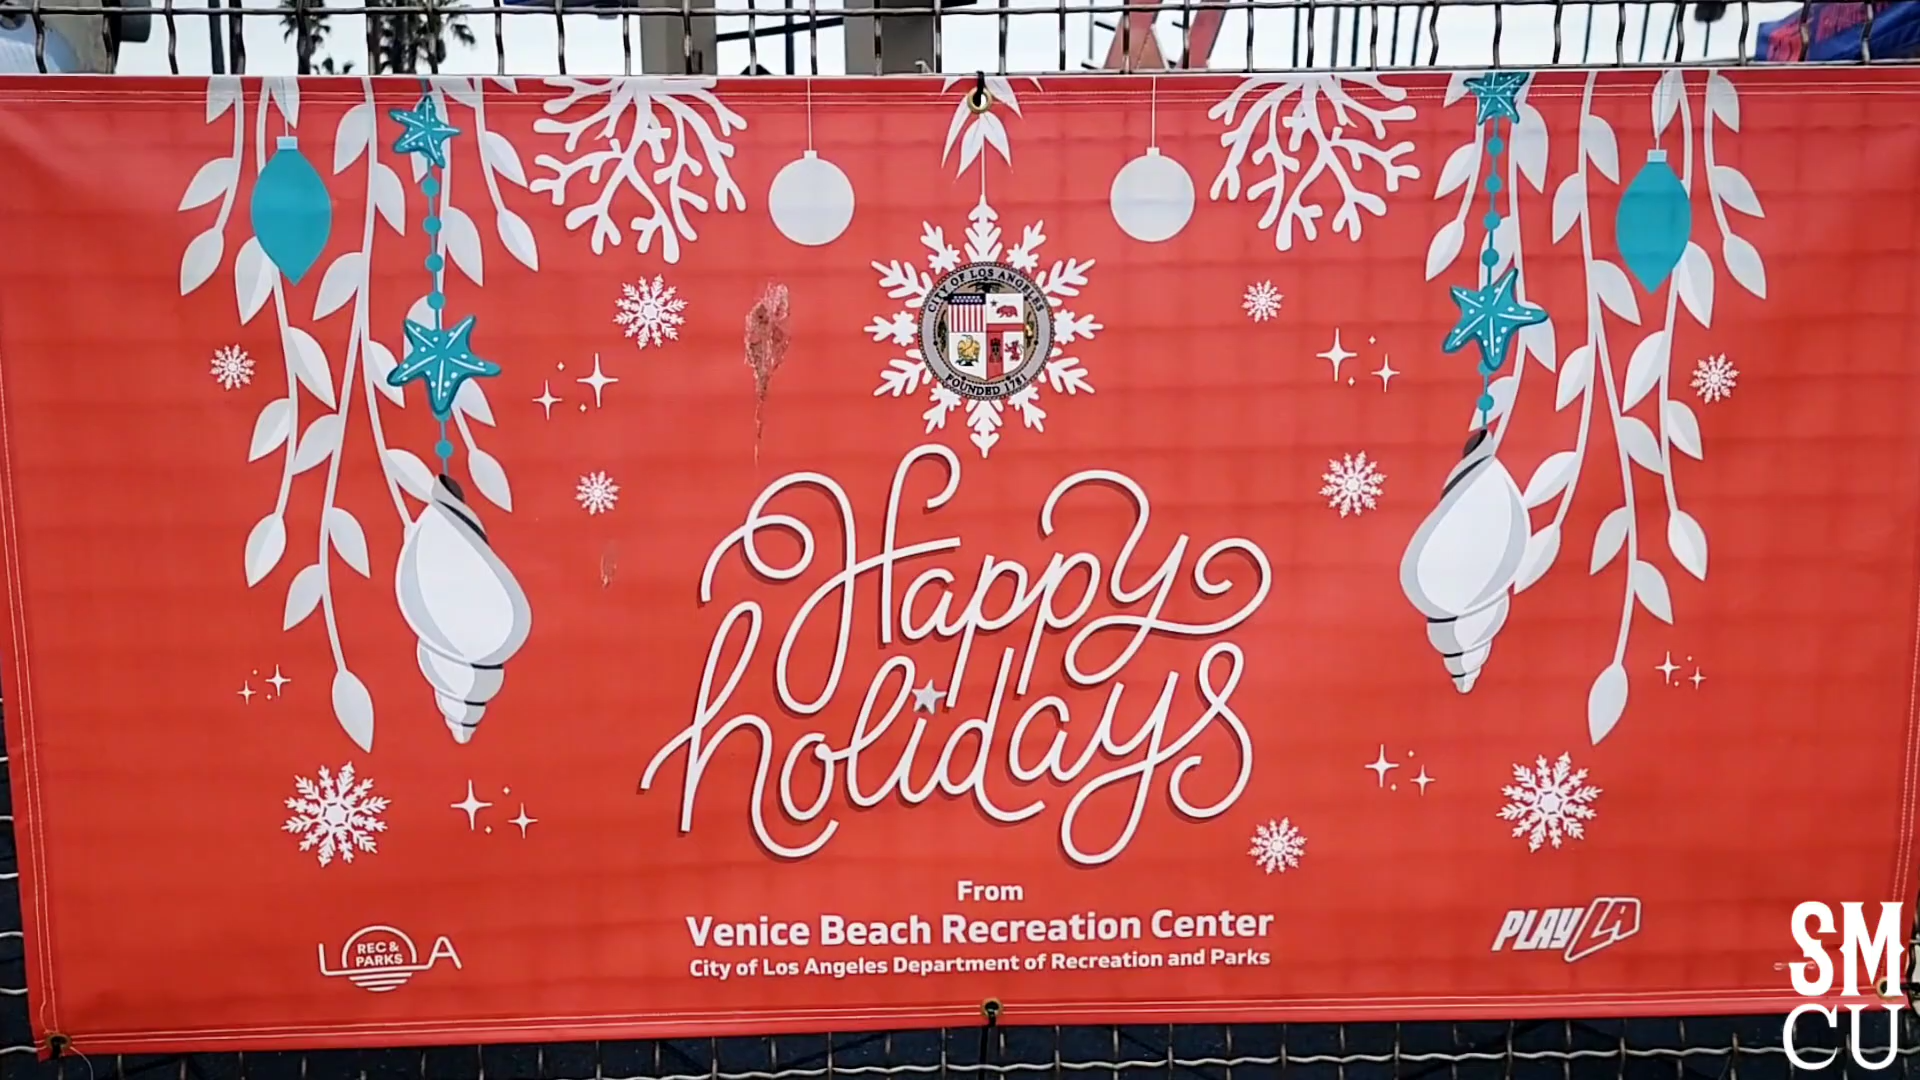 CITY OF LOS ANGELES
FOUNDED 1781
Happy
holidays
From
Venice Beach Recreation Center
City of Los Angeles Department of Recreation and Parks
LA
REC &
PARKS
PLAY LA
SM
CU